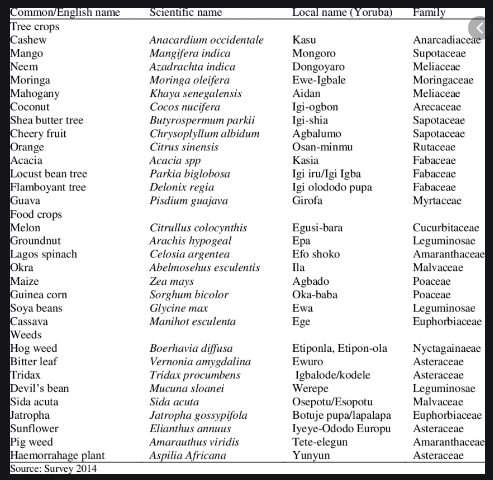 Common/English name Scientific name Local name (Yoruba) Family
Tree crops
Cashew Anacardium occidentale Kasu Anarcadiaceae
Mango Mangifera indica Mongoro Supotaceae
Neem Azadrachta indica Dongoyaro Meliaceae
Moringa Moringa oleifera Ewe-Igbale Moringaceae
Mahogany Khaya senegalensis Aidan Meliaceae
Coconut Cocos nucifera Igi-ogbon Arecaceae
Shea butter tree Butyrospermum parkii Igi-shia Sapotaceae
Cheery fruit Chrysoplyllum albidum Agbalumo Sapotaceae
Orange Citrus sinensis Osan-minmu Rutaceae
Acacia Acacia spp Kasia Fabaceae
Locust bean tree Parkia biglobosa Igi iru/Igi Igba Fabaceae
Flamboyant tree Delonix regia Igi olododo pupa Fabaceae
Guava Pisdium guajava Girofa Myrtaceae
Food crops
Melon Citrullus colocynthis Egusi-bara Cucurbitaceae
Groundnut Arachis hypogeal Epa Leguminosae
Lagos spinach Celosia argentea Efo shoko Amaranthaceae
Okra Abelmosehus esculentis Ila Malvaceae
Maize Zea mays Agbado Poaceae
Guinea corn Sorghum bicolor Oka-baba Poaceae
Soya beans Glycine max Ewa Leguminosae
Cassava Manihot esculenta Ege Euphorbiaceae
Weeds
Hog weed Boerhavia diffusa Etiponla, Etipon-ola Nyctagainaeae
Bitter leaf Vernonia amygdalina Ewuro Asteraceae
Tridax Tridax procumbens Igbalode/kodele Asteraceae
Devil's bean Mucuna sloanei Werepe Leguminosae
Sida acuta Sida acuta Osepotu/Esopotu Malvaceae
Jatropha Jatropha gossypifola Botuje pupa/lapalapa Euphorbiaceae
Sunflower Elianthus annuus Iyeye-Ododo Europu Asteraceae
Pig weed Amarauthus viridis Tete-elegun Amaranthaceae
Haemorrahage plant Aspilia Africana Yunyun Asteraceae
Source: Survey 2014